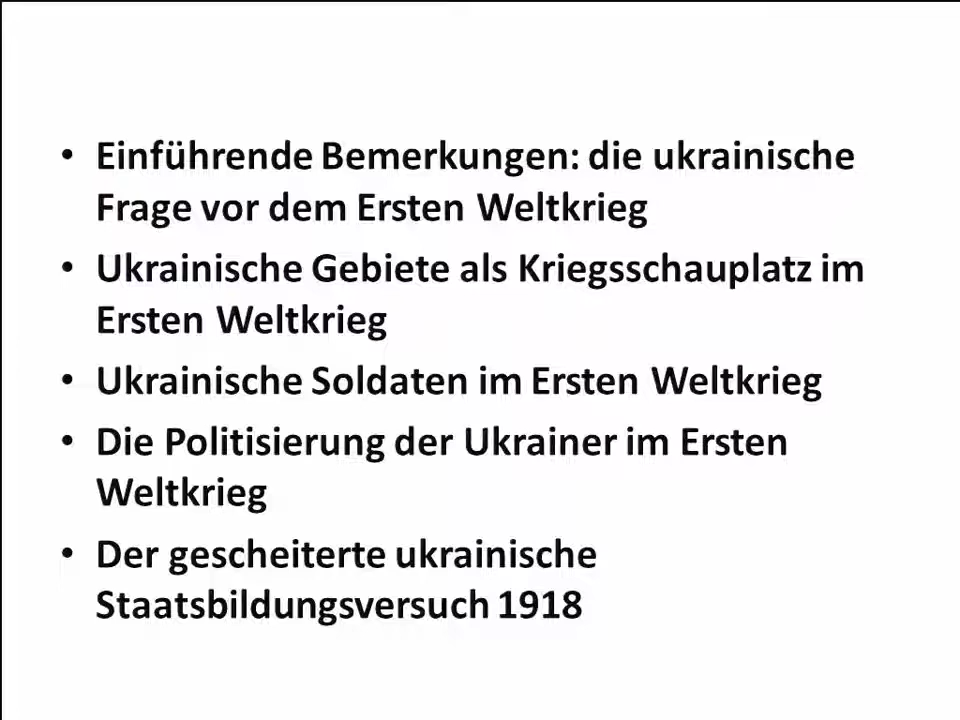 • Einführende Bemerkungen: die ukrainische
Frage vor dem Ersten Weltkrieg
• Ukrainische Gebiete als Kriegsschauplatz im
Ersten Weltkrieg
• Ukrainische Soldaten im Ersten Weltkrieg
• Die Politisierung der Ukrainer im Ersten
Weltkrieg
• Der gescheiterte ukrainische
Staatsbildungsversuch 1918